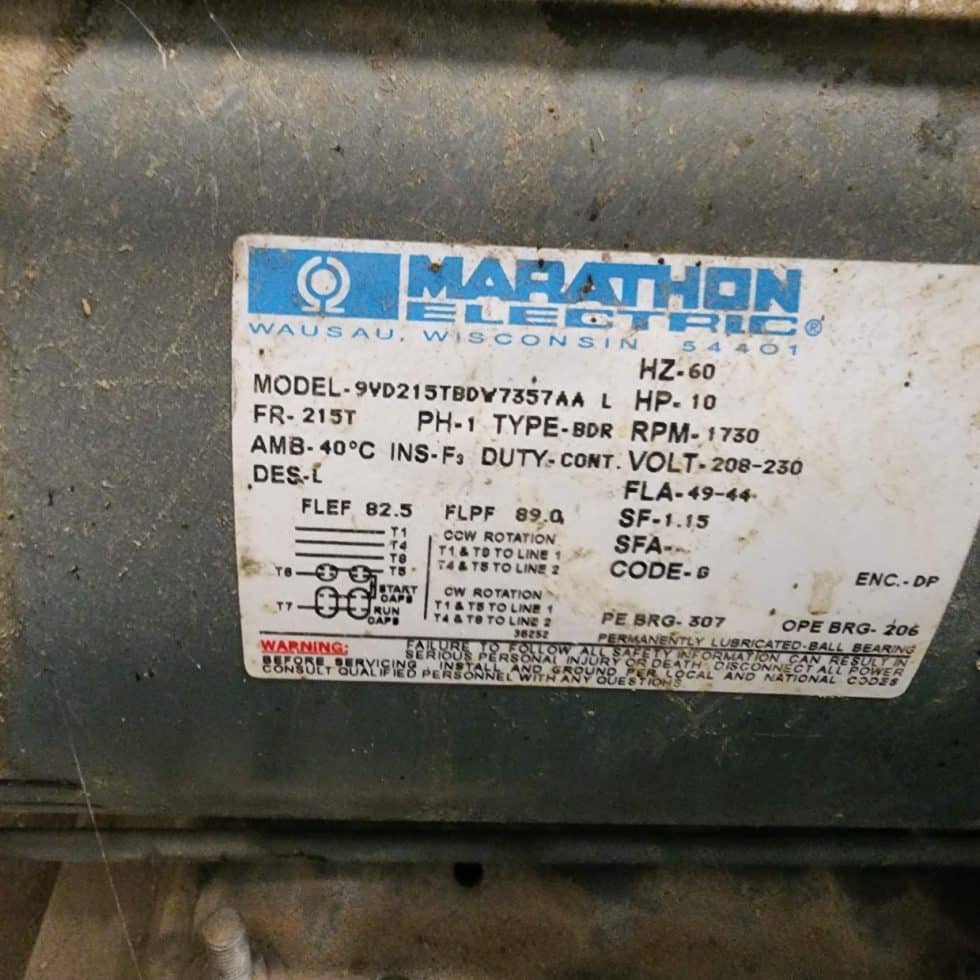 MARATHON
ELECTRIC®
WAUSAU, WISCONSIN 54401
HZ-60
MODEL-9VD215TBDW7357AA L HP-10
FR-215T PH-1 TYPE-BDR RPM-1730
AMB-40°C INS-F3 DUTY-CONT. VOLT-208-230
DES-L FLA-49-44
FLEF 82.5 FLPF 89.0 SF-1.15
SFA-
CODE-G ENC.-DP
T1
T4
T8
T6 T5
START
CAPS
T7
RUN
CAPS
CCW ROTATION
T1 & T8 TO LINE 1
T4 & T5 TO LINE 2
CW ROTATION
T1 & T5 TO LINE 1
T4 & T8 TO LINE 2
36252
PE BRG-307 OPE BRG-206
PERMANENTLY LUBRICATED-BALL BEARING
WARNING: FAILURE TO FOLLOW ALL SAFETY INFORMATION CAN RESULT IN
SERIOUS PERSONAL INJURY OR DEATH. DISCONNECT ALL POWER
BEFORE SERVICING. INSTALL AND GROUND PER LOCAL AND NATIONAL CODES
CONSULT QUALIFIED PERSONNEL WITH ANY QUESTIONS